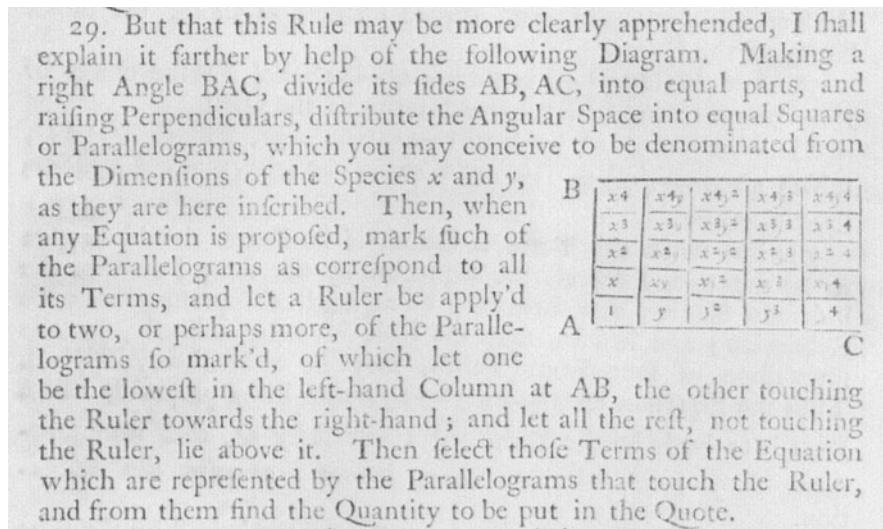 29. But that this Rule may be more clearly apprehended, I ſhall
explain it farther by help of the following Diagram. Making a
right Angle BAC, divide its ſides AB, AC, into equal parts, and
raiſing Perpendiculars, diſtribute the Angular Space into equal Squares
or Parallelograms, which you may conceive to be denominated from
the Dimenſions of the Species x and y,
as they are here inſcribed. Then, when
any Equation is propoſed, mark ſuch of
the Parallelograms as correſpond to all
its Terms, and let a Ruler be apply'd
to two, or perhaps more, of the Paralle-
lograms ſo mark'd, of which let one
B
x⁴ x⁴y x⁴y² x⁴y³ x⁴y⁴
x³ x³y x³y² x³y³
x² x²y x²y² x²y³
x xy xy² xy³ xy⁴
1 y y² y³
A
C
be the loweſt in the left-hand Column at AB, the other touching
the Ruler towards the right-hand; and let all the reſt, not touching
the Ruler, lie above it. Then ſelect thoſe Terms of the Equation
which are repreſented by the Parallelograms that touch the Ruler,
and from them find the Quantity to be put in the Quote.